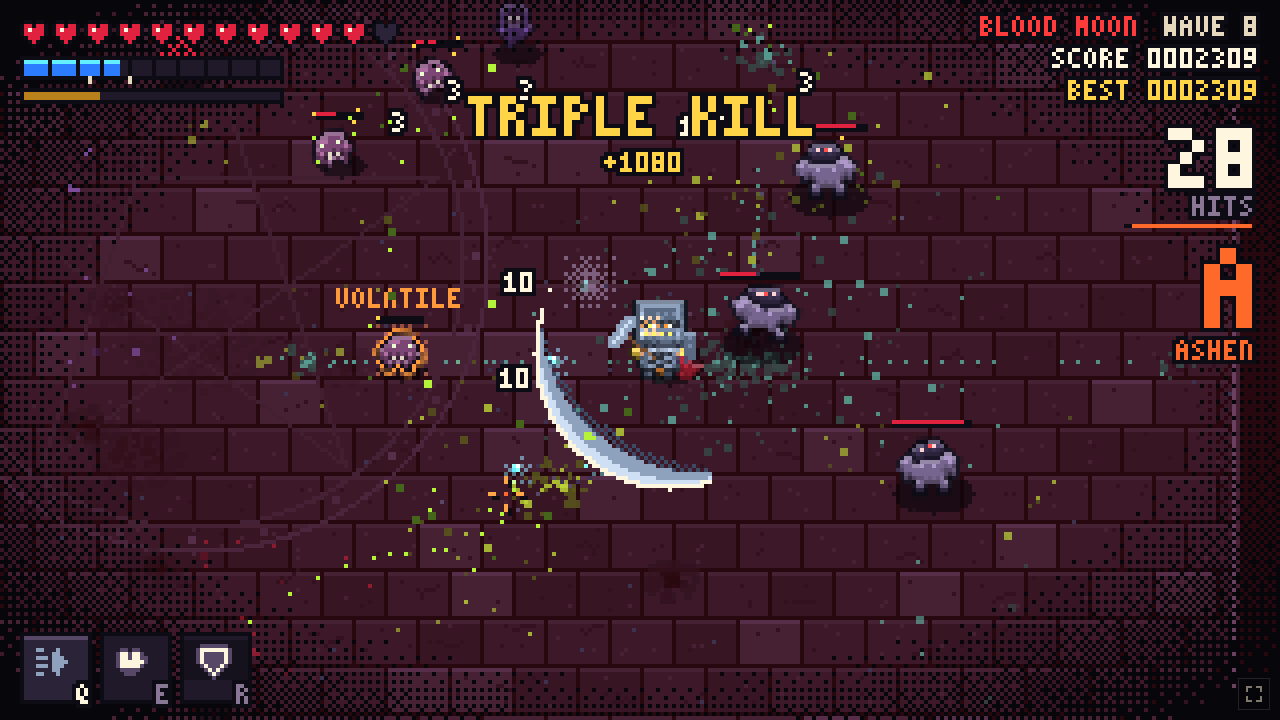 BLOOD MOON WAVE 8
SCORE 0002309
BEST 0002309
3
3
3
3
TRIPLE KILL
+1080
28
HITS
10
VOLATILE
A
ASHEN
10
Q
E
R